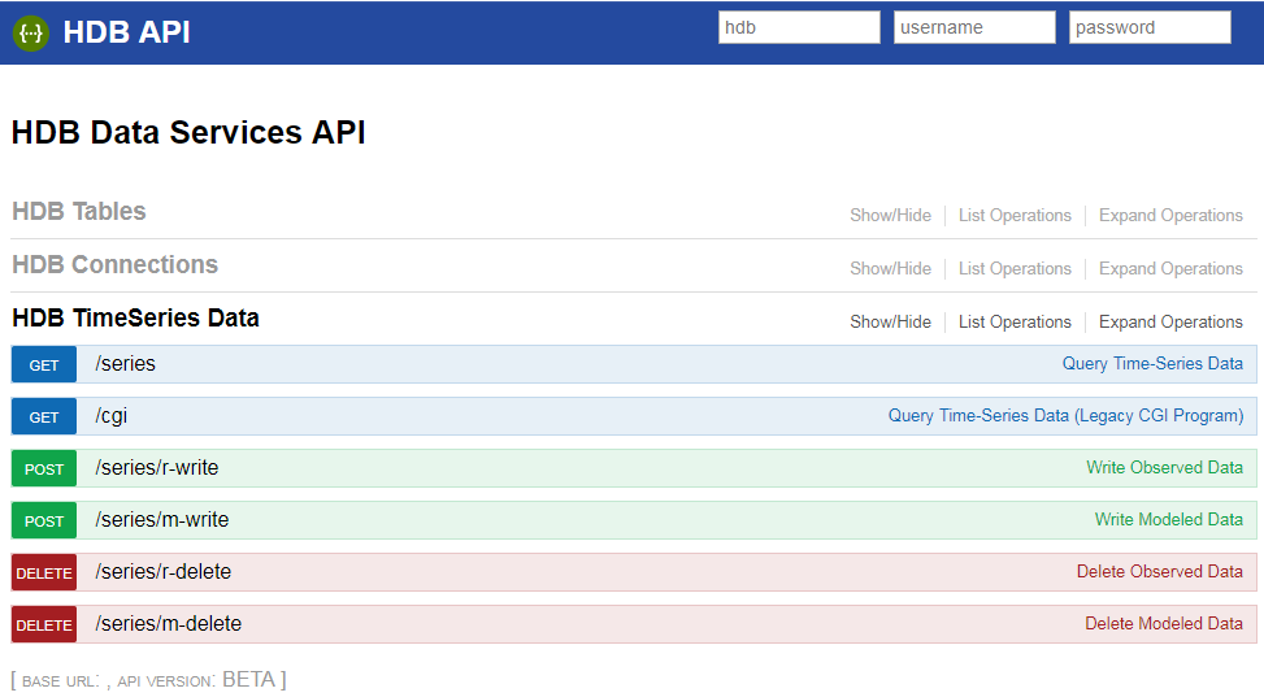 {···} HDB API hdb username password
HDB Data Services API
HDB Tables Show/Hide List Operations Expand Operations
HDB Connections Show/Hide List Operations Expand Operations
HDB TimeSeries Data Show/Hide List Operations Expand Operations
GET /series Query Time-Series Data
GET /cgi Query Time-Series Data (Legacy CGI Program)
POST /series/r-write Write Observed Data
POST /series/m-write Write Modeled Data
DELETE /series/r-delete Delete Observed Data
DELETE /series/m-delete Delete Modeled Data
[ BASE URL: , API VERSION: BETA ]